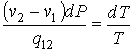 (v₂ − v₁)dP / q₁₂ = dT / T